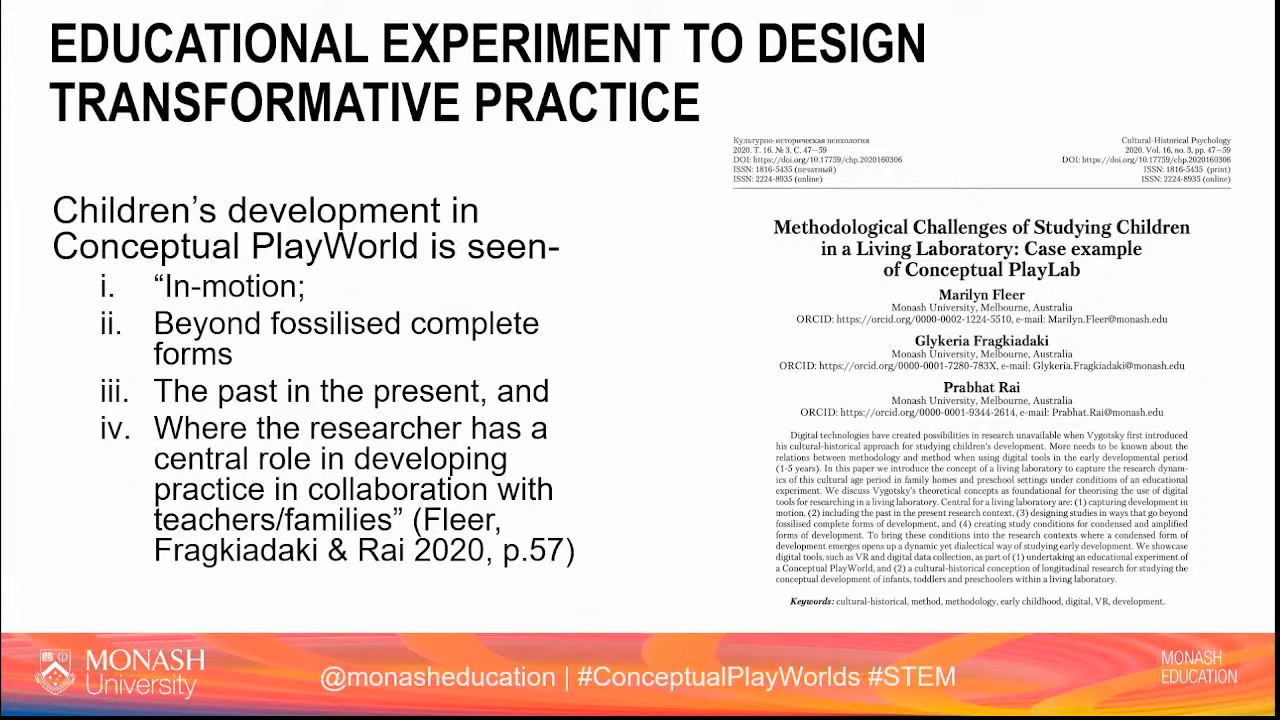 EDUCATIONAL EXPERIMENT TO DESIGN
TRANSFORMATIVE PRACTICE
Children’s development in
Conceptual PlayWorld is seen-
i. “In-motion;
ii. Beyond fossilised complete
forms
iii. The past in the present, and
iv. Where the researcher has a
central role in developing
practice in collaboration with
teachers/families” (Fleer,
Fragkiadaki & Rai 2020, p.57)
Культурно-историческая психология
2020. Т. 16. № 3. С. 47—59
DOI: https://doi.org/10.17759/chp.2020160306
ISSN: 1816-5435 (печатный)
ISSN: 2224-8935 (online)
Cultural-Historical Psychology
2020. Vol. 16, no. 3, pp. 47—59
DOI: https://doi.org/10.17759/chp.2020160306
ISSN: 1816-5435 (print)
ISSN: 2224-8935 (online)
Methodological Challenges of Studying Children
in a Living Laboratory: Case example
of Conceptual PlayLab
Marilyn Fleer
Monash University, Melbourne, Australia
ORCID: https://orcid.org/0000-0002-1224-5510, e-mail: Marilyn.Fleer@monash.edu
Glykeria Fragkiadaki
Monash University, Melbourne, Australia
ORCID: https://orcid.org/0000-0001-7280-783X, e-mail: Glykeria.Fragkiadaki@monash.edu
Prabhat Rai
Monash University, Melbourne, Australia
ORCID: https://orcid.org/0000-0001-9344-2614, e-mail: Prabhat.Rai@monash.edu
Digital technologies have created possibilities in research unavailable when Vygotsky first introduced
his cultural-historical approach for studying children’s development. More needs to be known about the
relations between methodology and method when using digital tools in the early developmental period
(1-5 years). In this paper we introduce the concept of a living laboratory to capture the research dynam-
ics of this cultural age period in family homes and preschool settings under conditions of an educational
experiment. We discuss Vygotsky’s theoretical concepts as foundational for theorising the use of digital
tools for researching in a living laboratory. Central for a living laboratory are: (1) capturing development in
motion, (2) including the past in the present research context, (3) designing studies in ways that go beyond
fossilised complete forms of development, and (4) creating study conditions for condensed and amplified
forms of development. To bring these conditions into the research contexts where a condensed form of
development emerges opens up a dynamic yet dialectical way of studying early development. We showcase
digital tools, such as VR and digital data collection, as part of (1) undertaking an educational experiment of
a Conceptual PlayWorld, and (2) a cultural-historical conception of longitudinal research for studying the
conceptual development of infants, toddlers and preschoolers within a living laboratory.
Keywords: cultural-historical, method, methodology, early childhood, digital, VR, development.
MONASH
University
@monasheducation | #ConceptualPlayWorlds #STEM
MONASH
EDUCATION